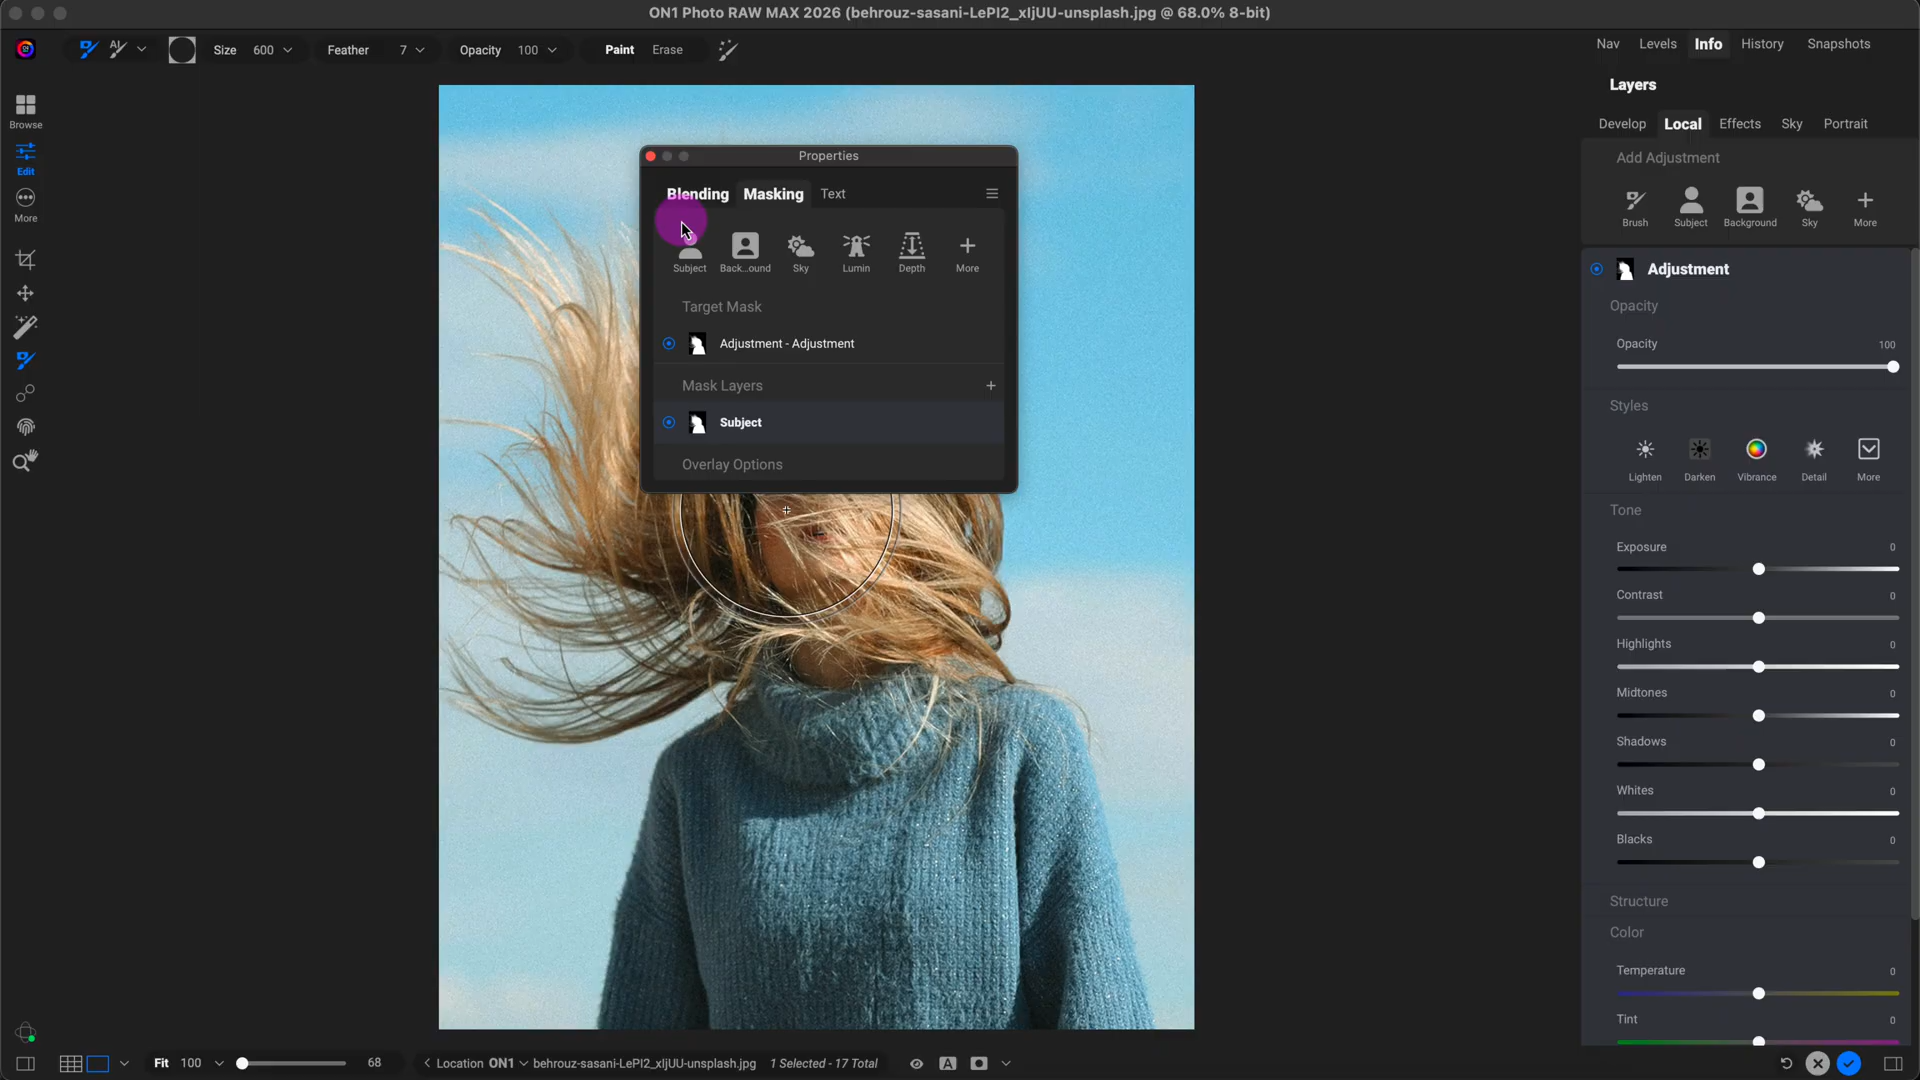 ON1 Photo RAW MAX 2026 (behrouz-sasani-LePI2_xIjUU-unsplash.jpg @ 68.0% 8-bit)
Size 600 Feather 7 Opacity 100 Paint Erase
Nav Levels Info History Snapshots
Layers
Develop Local Effects Sky Portrait
Add Adjustment
Brush Subject Background Sky More
Browse
Edit
More
Properties
Blending Masking Text
Subject Back...ound Sky Lumin Depth More
Target Mask
Adjustment - Adjustment
Mask Layers +
Subject
Overlay Options
Adjustment
Opacity
Opacity 100
Styles
Lighten Darken Vibrance Detail More
Tone
Exposure 0
Contrast 0
Highlights 0
Midtones 0
Shadows 0
Whites 0
Blacks 0
Structure
Color
Temperature 0
Tint 0
Fit 100 68 Location ON1 behrouz-sasani-LePI2_xIjUU-unsplash.jpg 1 Selected - 17 Total A